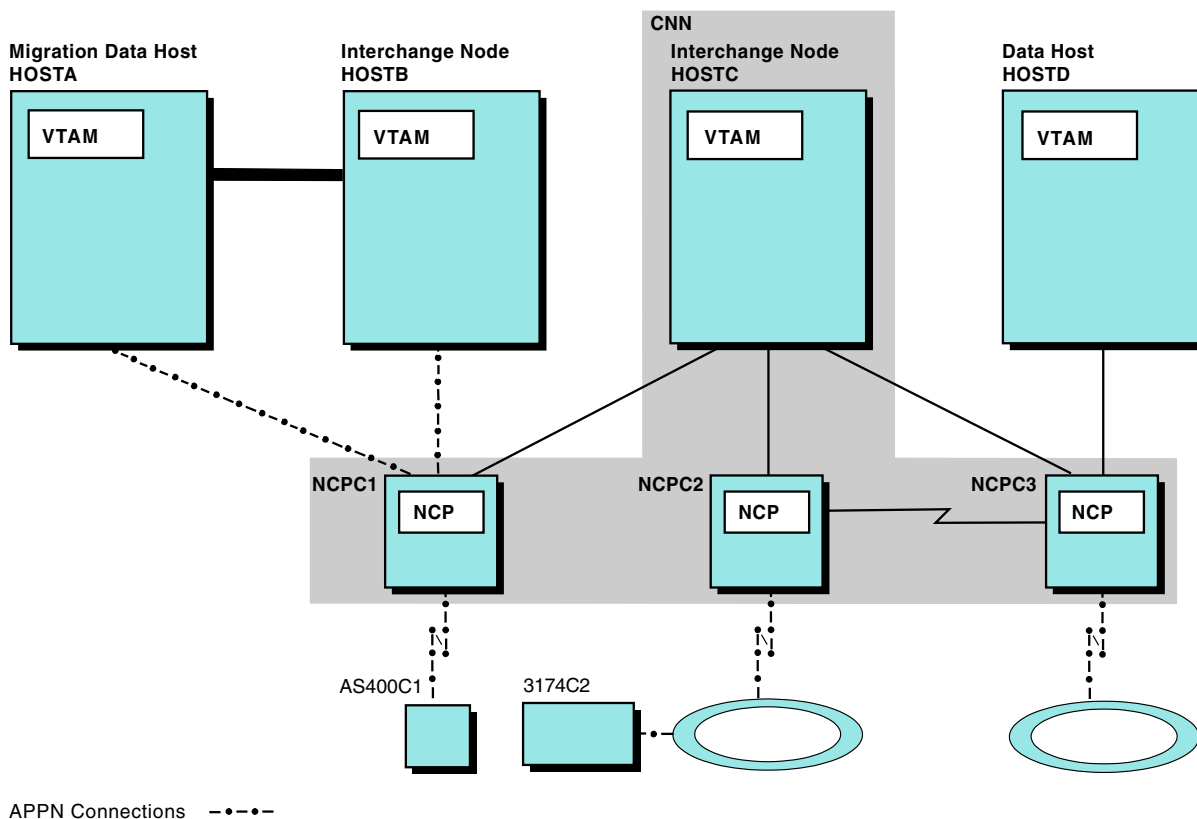 CNN
Migration Data Host
HOSTA
Interchange Node
HOSTB
Interchange Node
HOSTC
Data Host
HOSTD
VTAM
VTAM
VTAM
VTAM
NCPC1
NCP
NCPC2
NCP
NCPC3
NCP
AS400C1
3174C2
APPN Connections